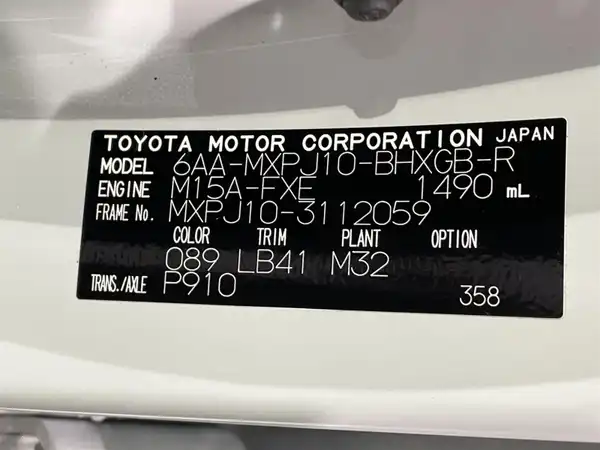 TOYOTA MOTOR CORPORATION JAPAN
MODEL 6AA-MXPJ10-BHXGB-R
ENGINE M15A-FXE 1490 mL
FRAME No. MXPJ10-3112059
COLOR TRIM PLANT OPTION
089 LB41 M32
TRANS./AXLE P910 358